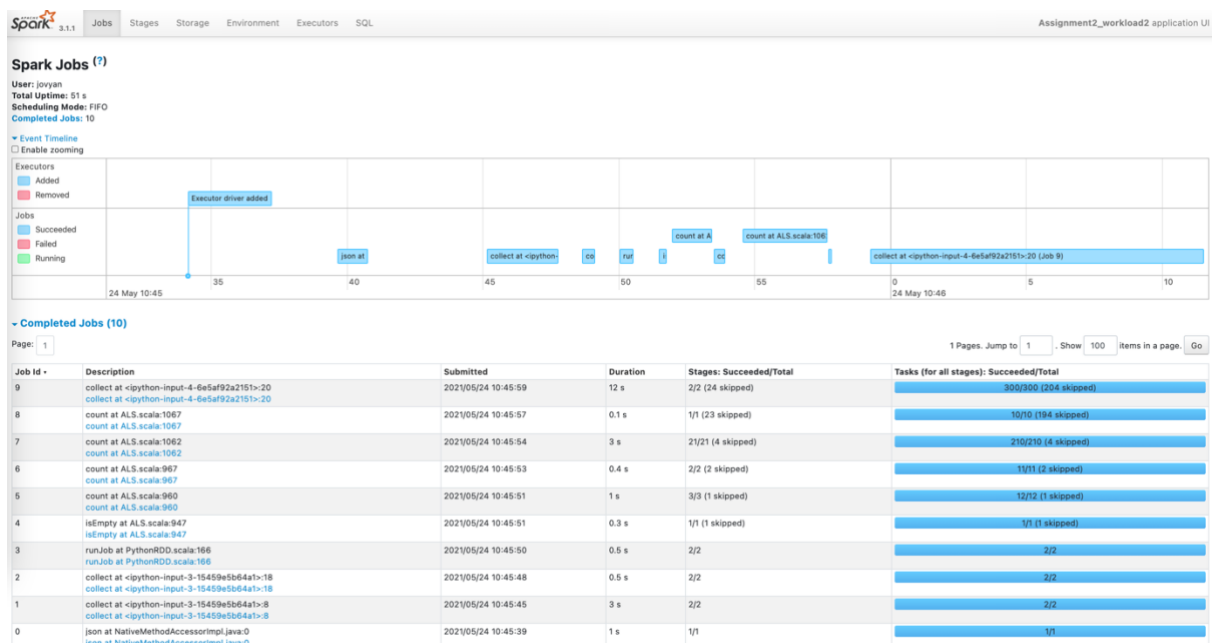 APACHE
Spark 3.1.1 Jobs Stages Storage Environment Executors SQL Assignment2_workload2 application UI
Spark Jobs (?)
User: jovyan
Total Uptime: 51 s
Scheduling Mode: FIFO
Completed Jobs: 10
Event Timeline
Enable zooming
Executors
Added
Removed
Executor driver added
Jobs
Succeeded
Failed
Running
count at A count at ALS.scala:106
json at collect at <ipython- co rur i cc collect at <ipython-input-4-6e5af92a2151>:20 (Job 9)
35 40 45 50 55 0 5 10
24 May 10:45 24 May 10:46
Completed Jobs (10)
Page: 1 1 Pages. Jump to 1 . Show 100 items in a page. Go
Job Id Description Submitted Duration Stages: Succeeded/Total Tasks (for all stages): Succeeded/Total
9 collect at <ipython-input-4-6e5af92a2151>:20 2021/05/24 10:45:59 12 s 2/2 (24 skipped) 300/300 (204 skipped)
collect at <ipython-input-4-6e5af92a2151>:20
8 count at ALS.scala:1067 2021/05/24 10:45:57 0.1 s 1/1 (23 skipped) 10/10 (194 skipped)
count at ALS.scala:1067
7 count at ALS.scala:1062 2021/05/24 10:45:54 3 s 21/21 (4 skipped) 210/210 (4 skipped)
count at ALS.scala:1062
6 count at ALS.scala:967 2021/05/24 10:45:53 0.4 s 2/2 (2 skipped) 11/11 (2 skipped)
count at ALS.scala:967
5 count at ALS.scala:960 2021/05/24 10:45:51 1 s 3/3 (1 skipped) 12/12 (1 skipped)
count at ALS.scala:960
4 isEmpty at ALS.scala:947 2021/05/24 10:45:51 0.3 s 1/1 (1 skipped) 1/1 (1 skipped)
isEmpty at ALS.scala:947
3 runJob at PythonRDD.scala:166 2021/05/24 10:45:50 0.5 s 2/2 2/2
runJob at PythonRDD.scala:166
2 collect at <ipython-input-3-15459e5b64a1>:18 2021/05/24 10:45:48 0.5 s 2/2 2/2
collect at <ipython-input-3-15459e5b64a1>:18
1 collect at <ipython-input-3-15459e5b64a1>:8 2021/05/24 10:45:45 3 s 2/2 2/2
collect at <ipython-input-3-15459e5b64a1>:8
0 json at NativeMethodAccessorImpl.java:0 2021/05/24 10:45:39 1 s 1/1 1/1
json at NativeMethodAccessorImpl.java:0